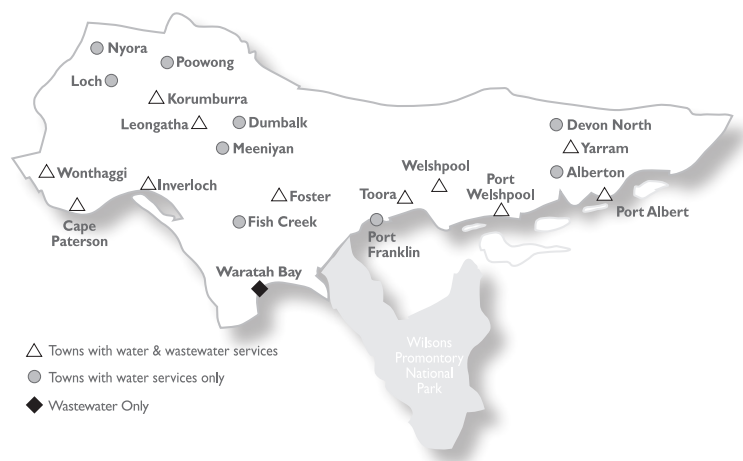 Nyora
Poowong
Loch
Korumburra
Leongatha
Dumbalk
Devon North
Meeniyan
Yarram
Wonthaggi
Inverloch
Welshpool
Alberton
Foster
Toora
Port
Welshpool
Port Albert
Cape
Paterson
Fish Creek
Port
Franklin
Waratah Bay
Wilsons
Promontory
National
Park
Towns with water & wastewater services
Towns with water services only
Wastewater Only